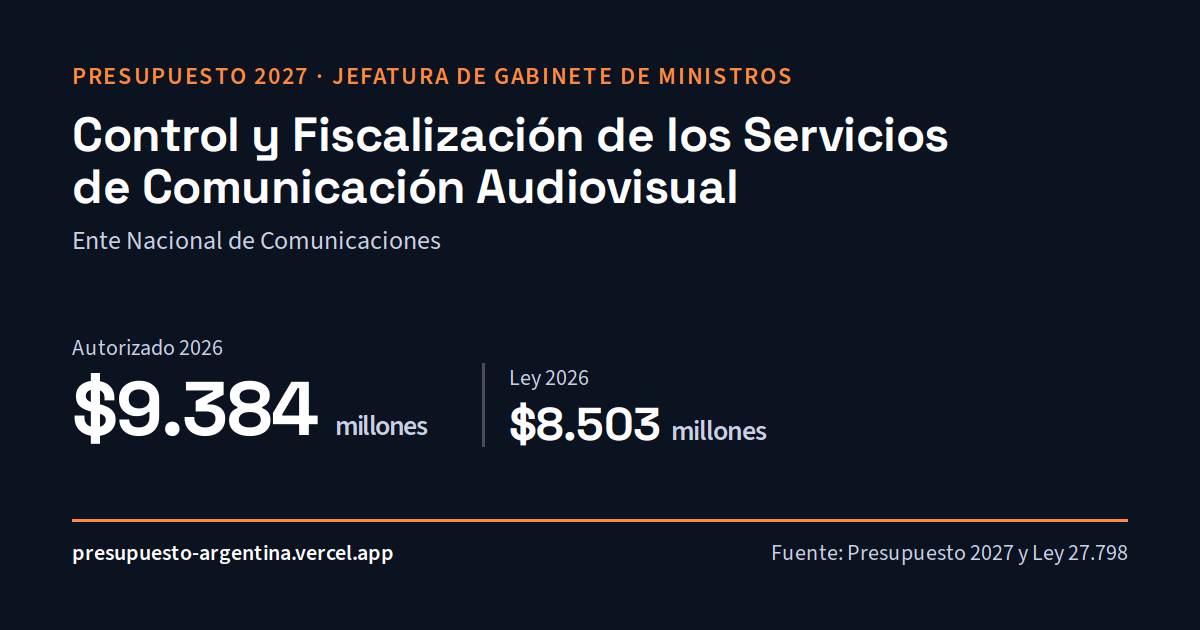 PRESUPUESTO 2027 · JEFATURA DE GABINETE DE MINISTROS
Control y Fiscalización de los Servicios
de Comunicación Audiovisual
Ente Nacional de Comunicaciones
Autorizado 2026
$9.384 millones
Ley 2026
$8.503 millones
presupuesto-argentina.vercel.app
Fuente: Presupuesto 2027 y Ley 27.798